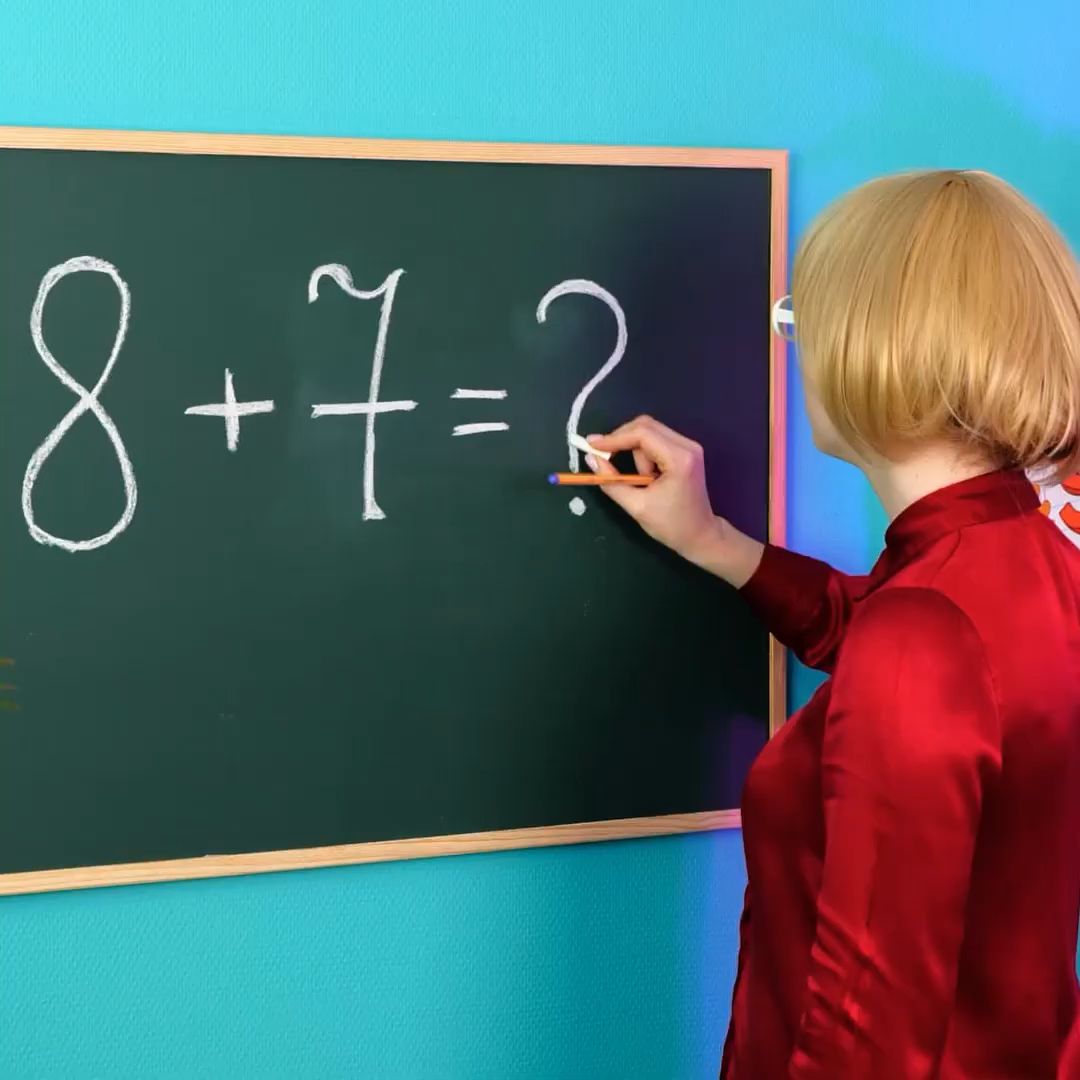 8 + 7 = ?